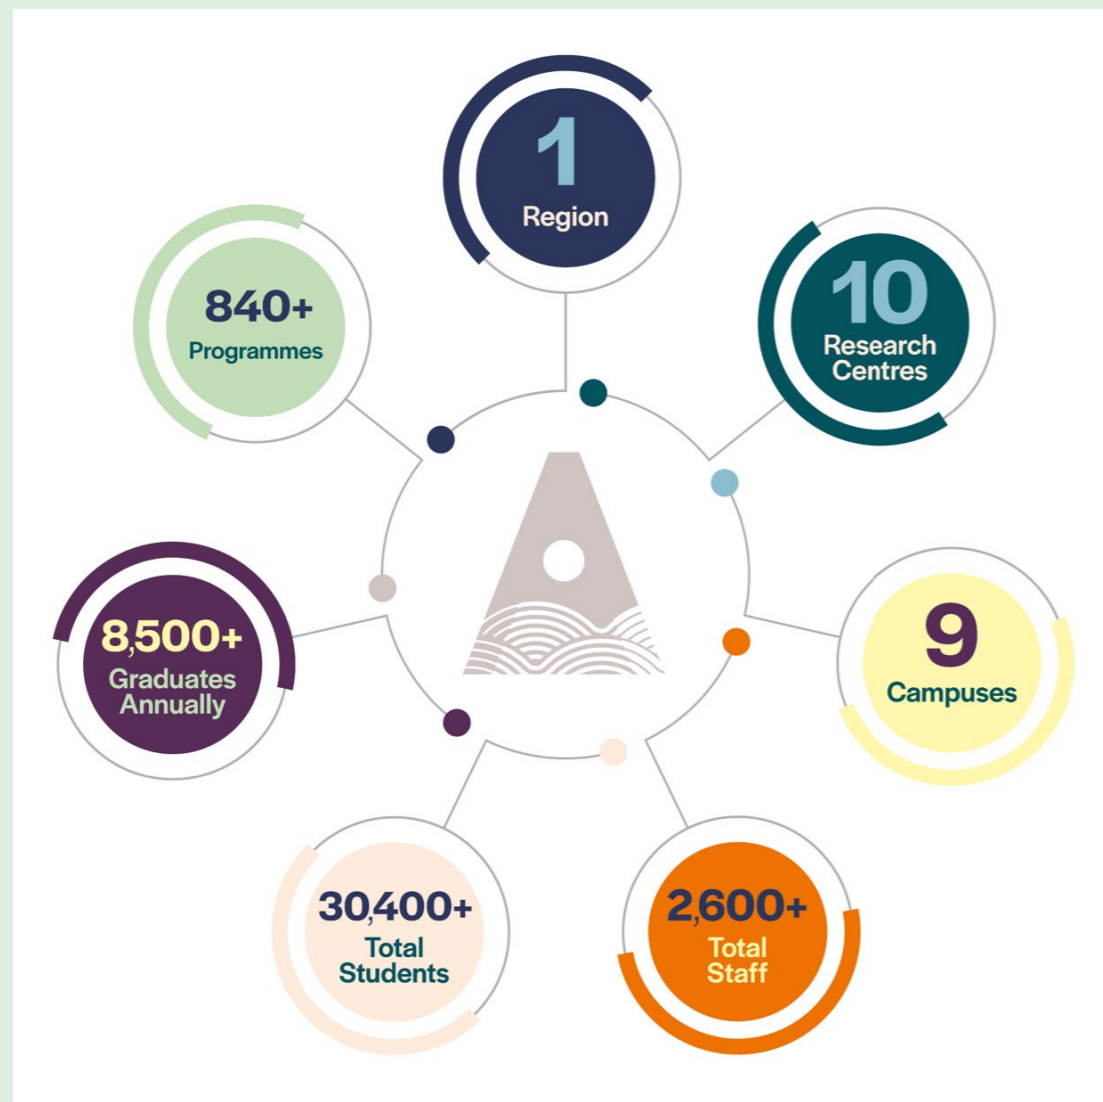 1
Region
10
Research
Centres
9
Campuses
2,600+
Total
Staff
30,400+
Total
Students
8,500+
Graduates
Annually
840+
Programmes